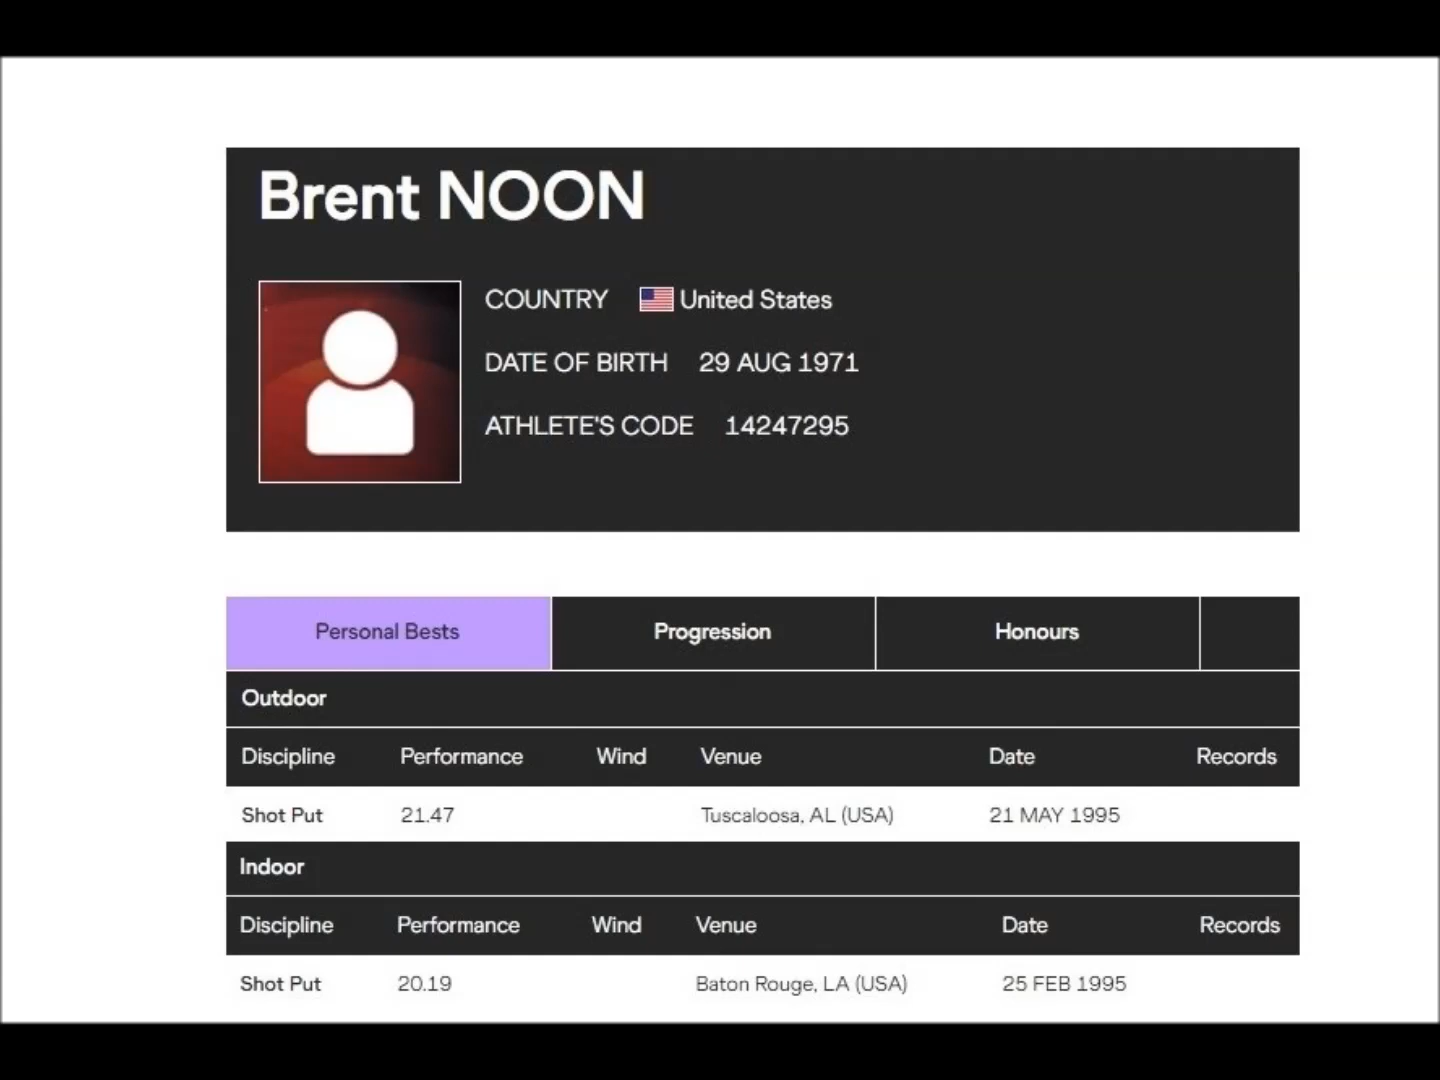 Brent NOON
COUNTRY United States
DATE OF BIRTH 29 AUG 1971
ATHLETE'S CODE 14247295
Personal Bests Progression Honours
Outdoor
Discipline Performance Wind Venue Date Records
Shot Put 21.47 Tuscaloosa, AL (USA) 21 MAY 1995
Indoor
Discipline Performance Wind Venue Date Records
Shot Put 20.19 Baton Rouge, LA (USA) 25 FEB 1995